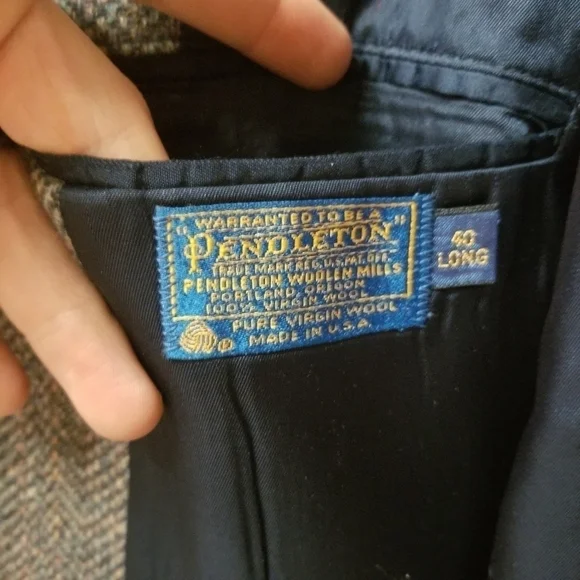 WARRANTED TO BE A
"PENDLETON"
TRADE MARK REG. U.S. PAT. OFF.
PENDLETON WOOLEN MILLS
PORTLAND, OREGON
100% VIRGIN WOOL
PURE VIRGIN WOOL
MADE IN U.S.A.
40
LONG